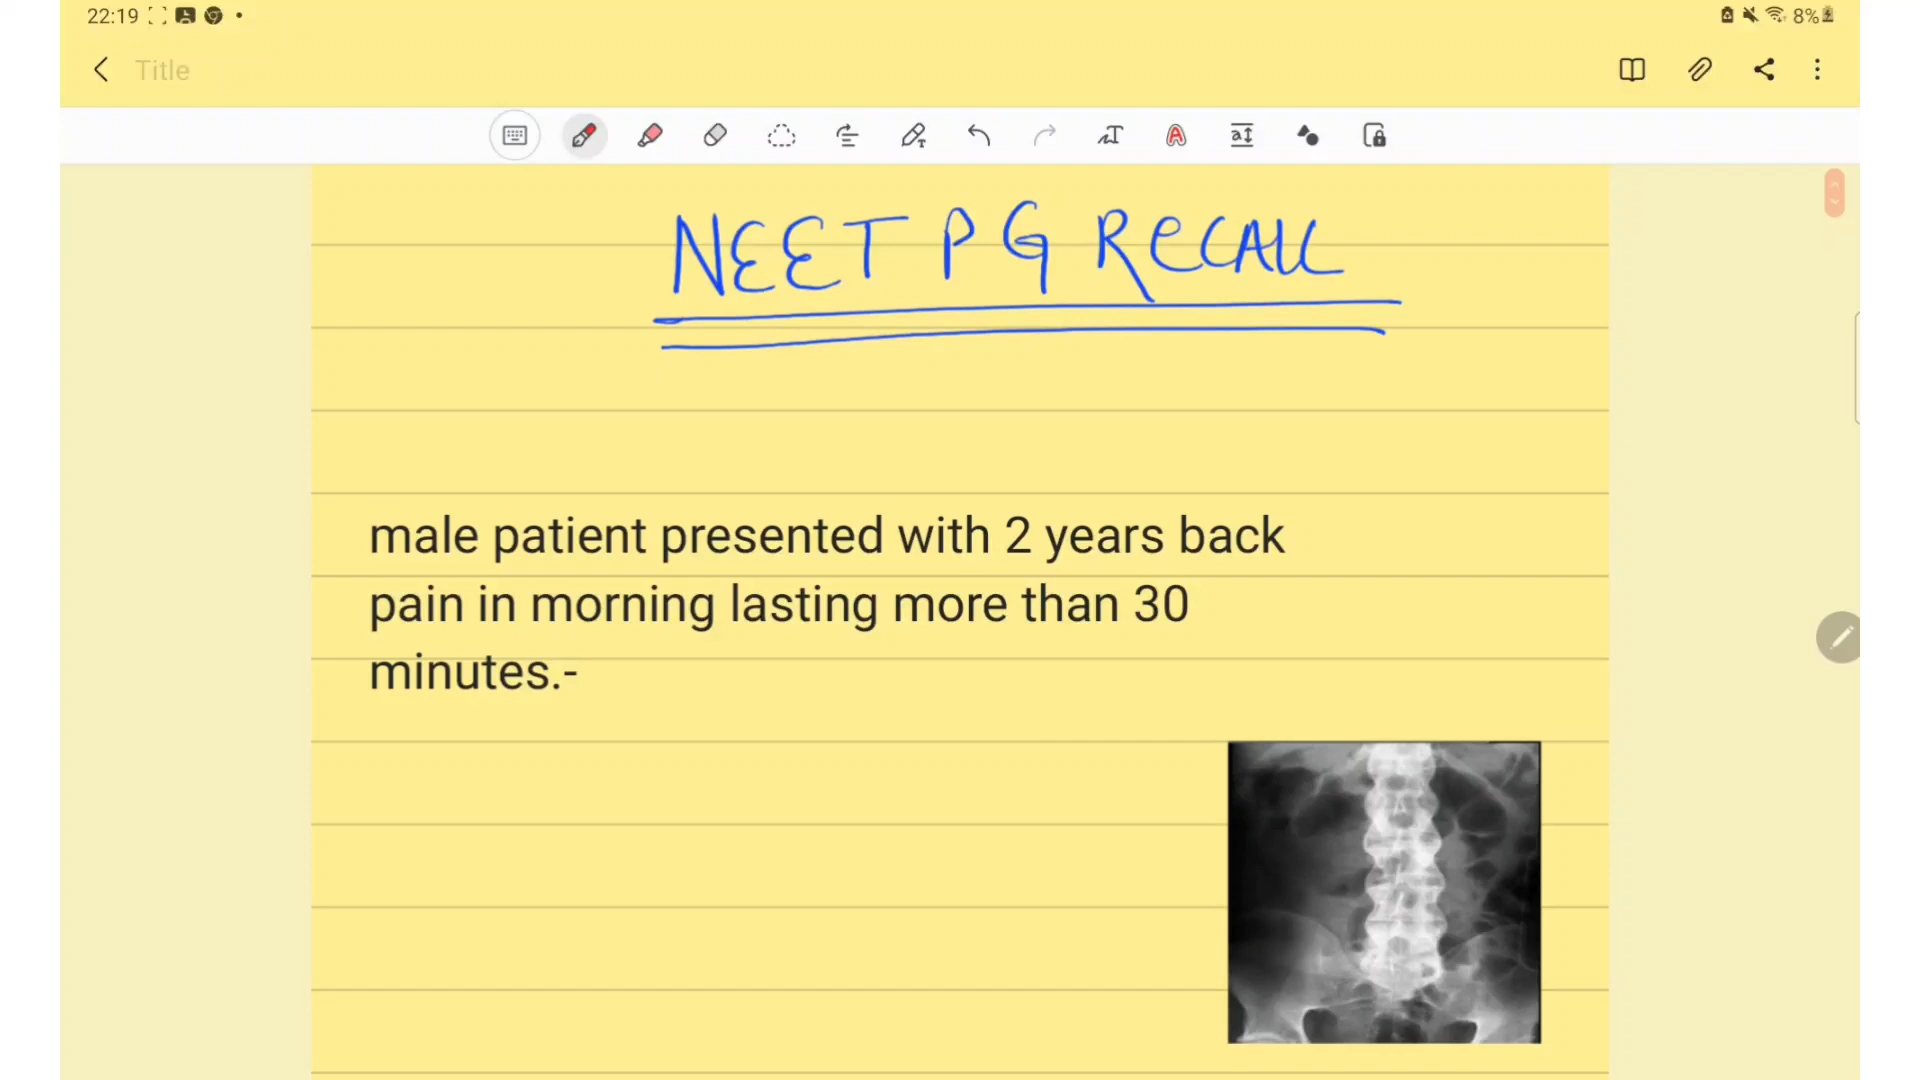 22:19
8%
Title
NEET PG RECALL
male patient presented with 2 years back
pain in morning lasting more than 30
minutes.-